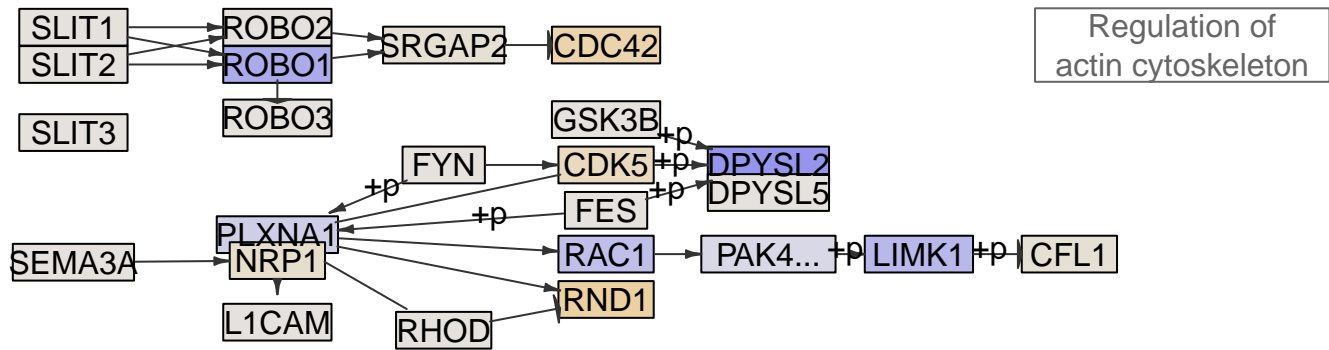 SLIT1
ROBO2
SLIT2
ROBO1
SRGAP2
CDC42
Regulation of
actin cytoskeleton
SLIT3
ROBO3
GSK3B
+p
FYN
CDK5
+p
DPYSL2
+p
+p
DPYSL5
FES
+p
PLXNA1
SEMA3A
NRP1
RAC1
PAK4...
+p
LIMK1
+p
CFL1
RND1
L1CAM
RHOD